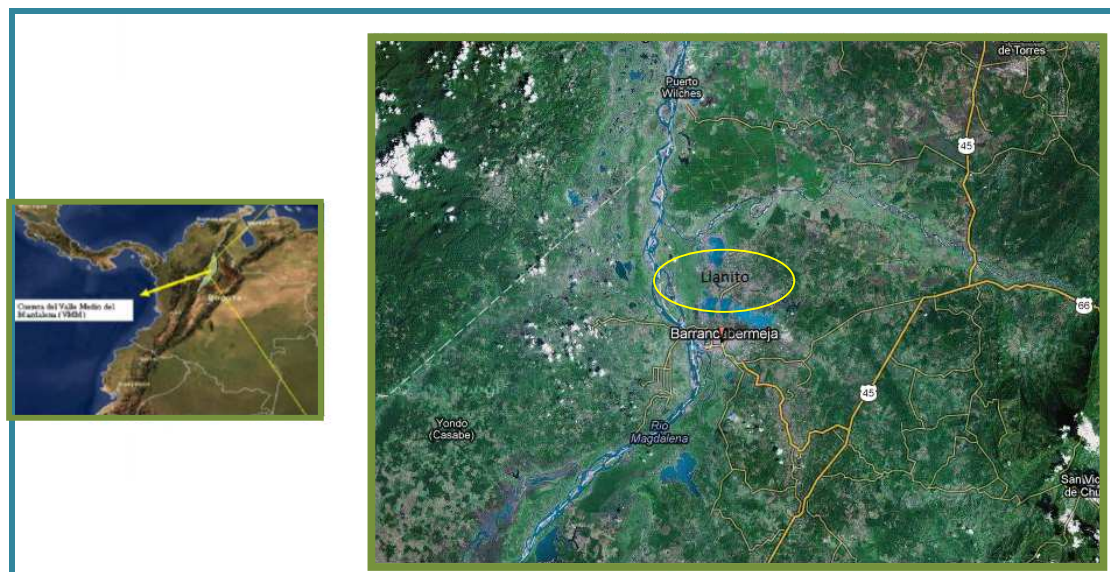 Cuenca del Valle Medio del
Magdalena (VMM)
de Torres
Puerto
Wilches
45
Llanito
66
Barrancabermeja
45
Yondo
(Casabe)
Rio
Magdalena
San Vic
de Chu